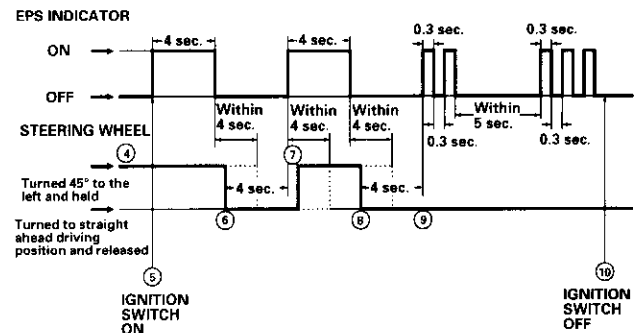 EPS INDICATOR
4 sec. 4 sec. 0.3 sec. 0.3 sec.
ON
OFF
Within 4 sec. Within 4 sec. Within 4 sec. Within 5 sec.
0.3 sec. 0.3 sec.
STEERING WHEEL
④ ⑦
Turned 45° to the left and held
4 sec. 4 sec.
Turned to straight ahead driving position and released
⑥ ⑧ ⑨
⑤ ⑩
IGNITION SWITCH ON
IGNITION SWITCH OFF